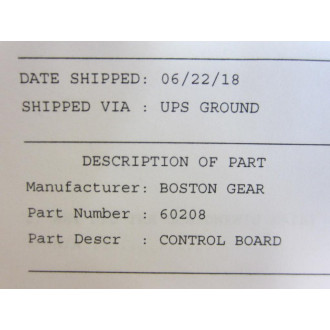 DATE SHIPPED: 06/22/18
SHIPPED VIA : UPS GROUND
DESCRIPTION OF PART
Manufacturer: BOSTON GEAR
Part Number : 60208
Part Descr : CONTROL BOARD